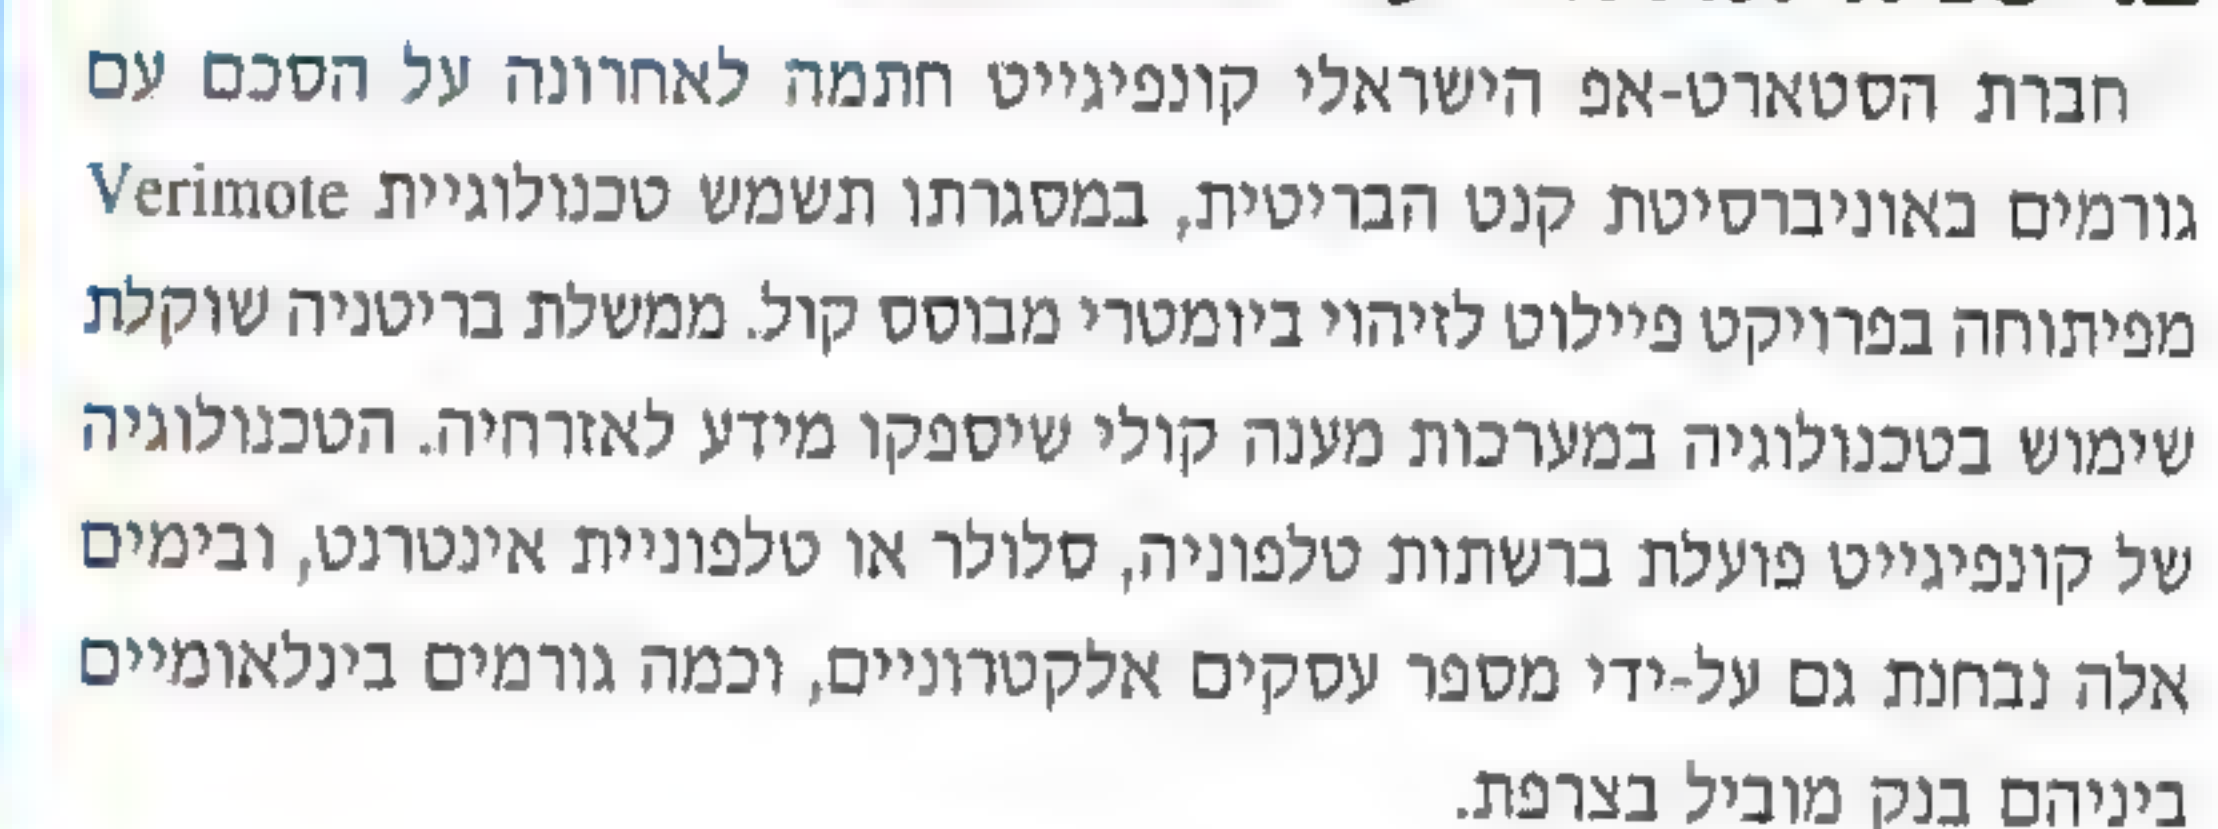 חברת הסטארט-אפ הישראלי קונפיגייט חתמה לאחרונה על הסכם עם
גורמים באוניברסיטת קנט הבריטית, במסגרתו תשמש טכנולוגיית Verimote
מפיתוחה בפרויקט פיילוט לזיהוי ביומטרי מבוסס קול. ממשלת בריטניה שוקלת
שימוש בטכנולוגיה במערכות מענה קולי שיספקו מידע לאזרחיה. הטכנולוגיה
של קונפיגייט פועלת ברשתות טלפוניה, סלולר או טלפוניית אינטרנט, ובימים
אלה נבחנת גם על-ידי מספר עסקים אלקטרוניים, וכמה גורמים בינלאומיים
ביניהם בנק מוביל בצרפת.